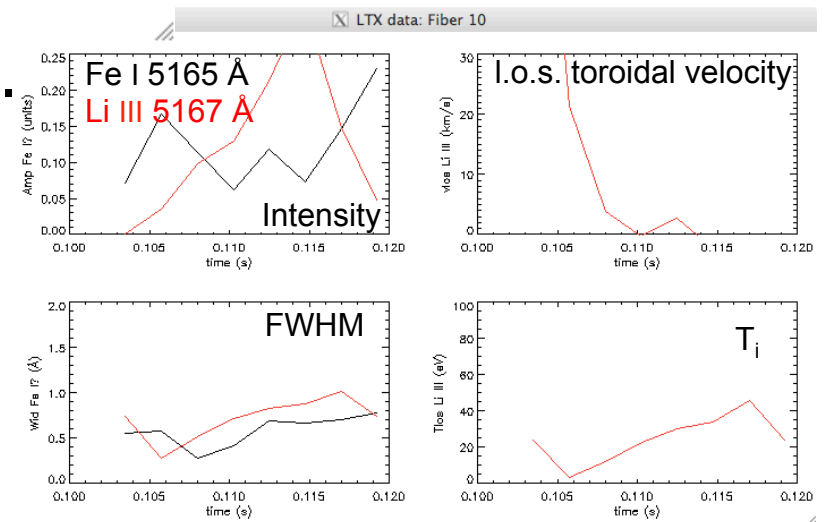 LTX data: Fiber 10
Fe I 5165 Å
Li III 5167 Å
Intensity
Amp Fe I? (units)
0.25
0.20
0.15
0.10
0.05
0.00
0.100 0.105 0.110 0.115 0.120
time (s)
l.o.s. toroidal velocity
vlos Li III (km/s)
30
20
10
0
0.100 0.105 0.110 0.115 0.120
time (s)
FWHM
Wid Fe I? (Å)
2.0
1.5
1.0
0.5
0.0
0.100 0.105 0.110 0.115 0.120
time (s)
Ti
Tlos Li III (eV)
100
80
60
40
20
0
0.100 0.105 0.110 0.115 0.120
time (s)